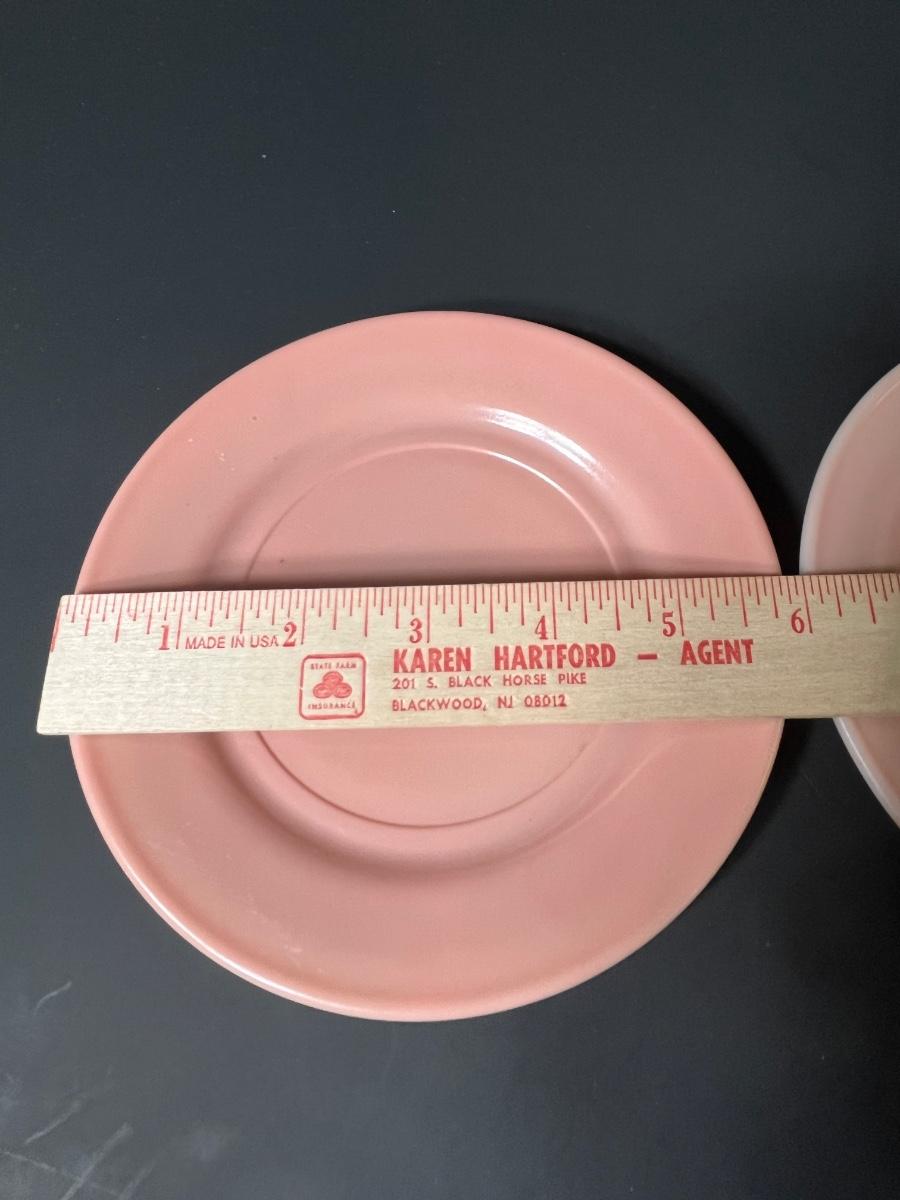 1 MADE IN USA 2 3 4 5 6
STATE FARM
INSURANCE
KAREN HARTFORD — AGENT
201 S. BLACK HORSE PIKE
BLACKWOOD, NJ 08012